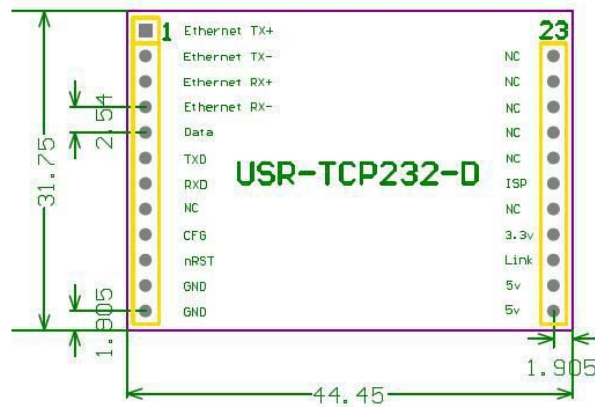 1 Ethernet TX+ 23
Ethernet TX- NC
Ethernet RX+ NC
Ethernet RX- NC
2.54
Data NC
TXD NC
31.75
RXD USR-TCP232-D ISP
NC NC
CFG 3.3v
nRST Link
GND 5v
1.905
GND 5v
1.905
44.45